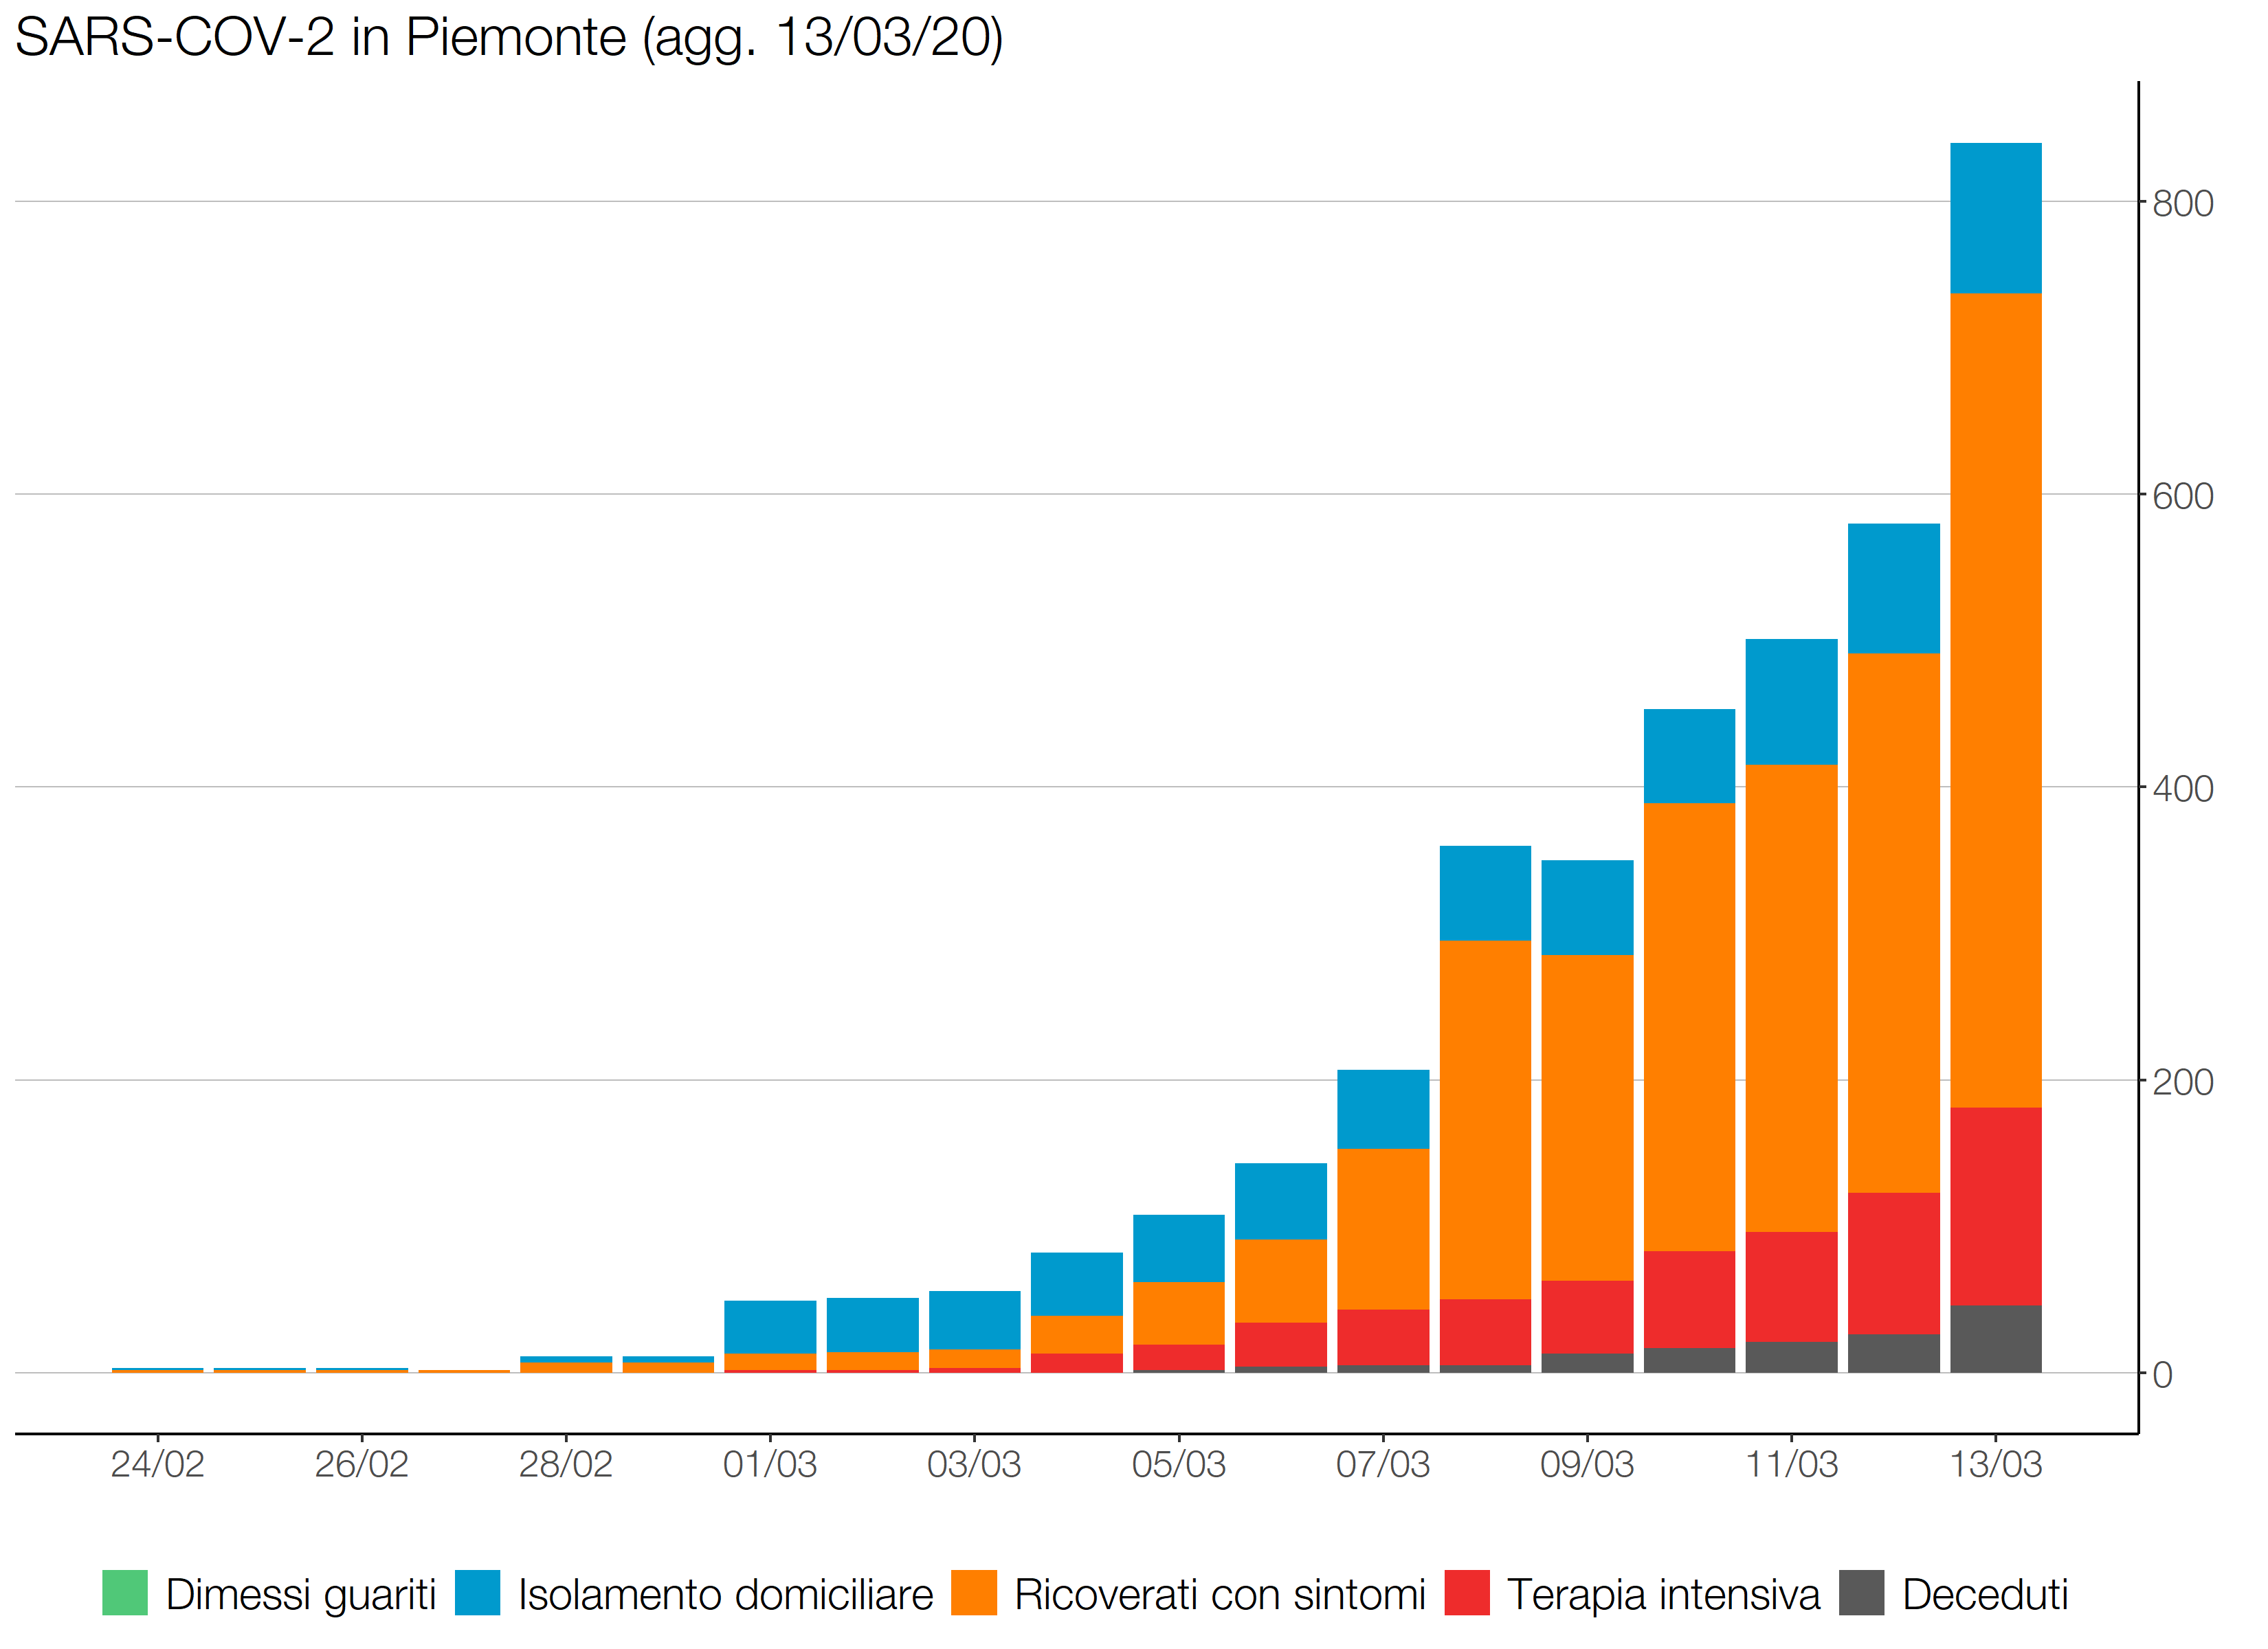 SARS-COV-2 in Piemonte (agg. 13/03/20)
800
600
400
200
0
24/02 26/02 28/02 01/03 03/03 05/03 07/03 09/03 11/03 13/03
Dimessi guariti Isolamento domiciliare Ricoverati con sintomi Terapia intensiva Deceduti